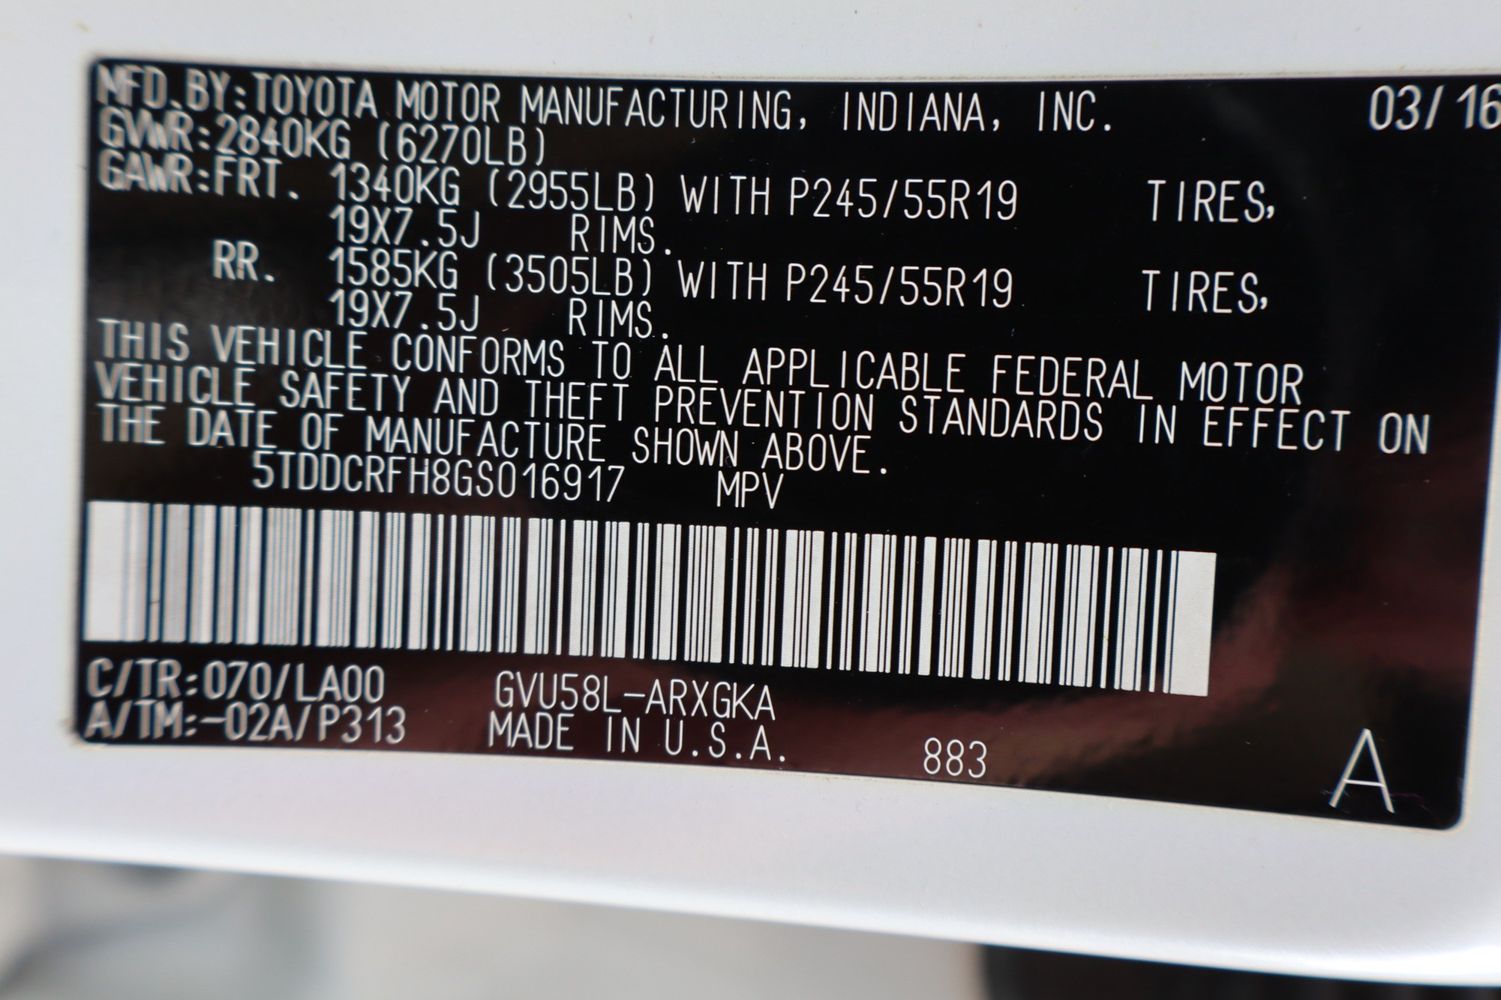 MFD.BY:TOYOTA MOTOR MANUFACTURING, INDIANA, INC. 03/16
GVWR:2840KG (6270LB)
GAWR:FRT. 1340KG (2955LB) WITH P245/55R19 TIRES,
19X7.5J RIMS.
RR. 1585KG (3505LB) WITH P245/55R19 TIRES,
19X7.5J RIMS.
THIS VEHICLE CONFORMS TO ALL APPLICABLE FEDERAL MOTOR
VEHICLE SAFETY AND THEFT PREVENTION STANDARDS IN EFFECT ON
THE DATE OF MANUFACTURE SHOWN ABOVE.
5TDDCRFH8GS016917 MPV
C/TR:070/LA00 GVU58L-ARXGKA
A/TM:-02A/P313 MADE IN U.S.A. 883
A